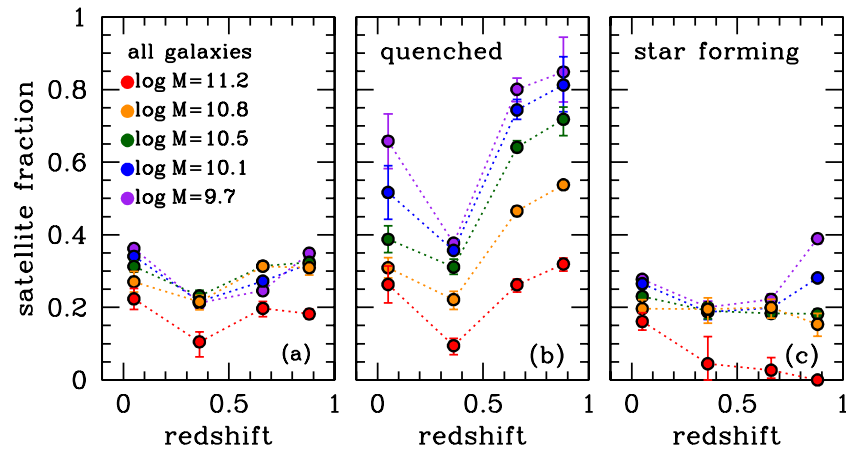 satellite fraction
1
0.8
0.6
0.4
0.2
0
all galaxies
log M=11.2
log M=10.8
log M=10.5
log M=10.1
log M=9.7
(a)
quenched
(b)
star forming
(c)
0 0.5 0 0.5 0 0.5 1
redshift redshift redshift